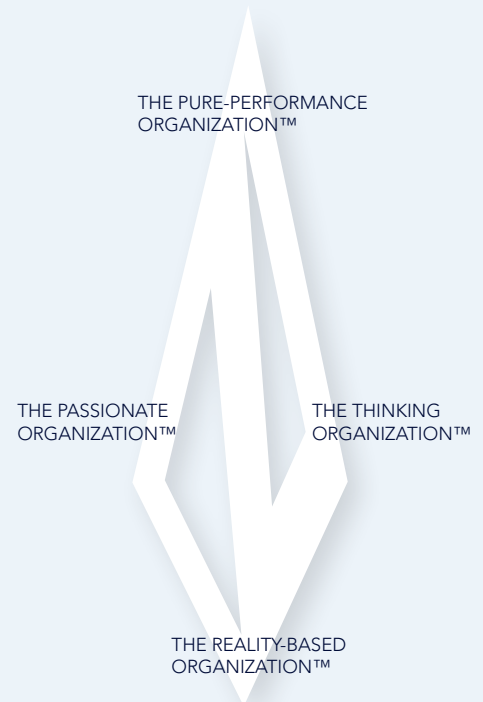 THE PURE-PERFORMANCE
ORGANIZATION™
THE PASSIONATE
ORGANIZATION™
THE THINKING
ORGANIZATION™
THE REALITY-BASED
ORGANIZATION™